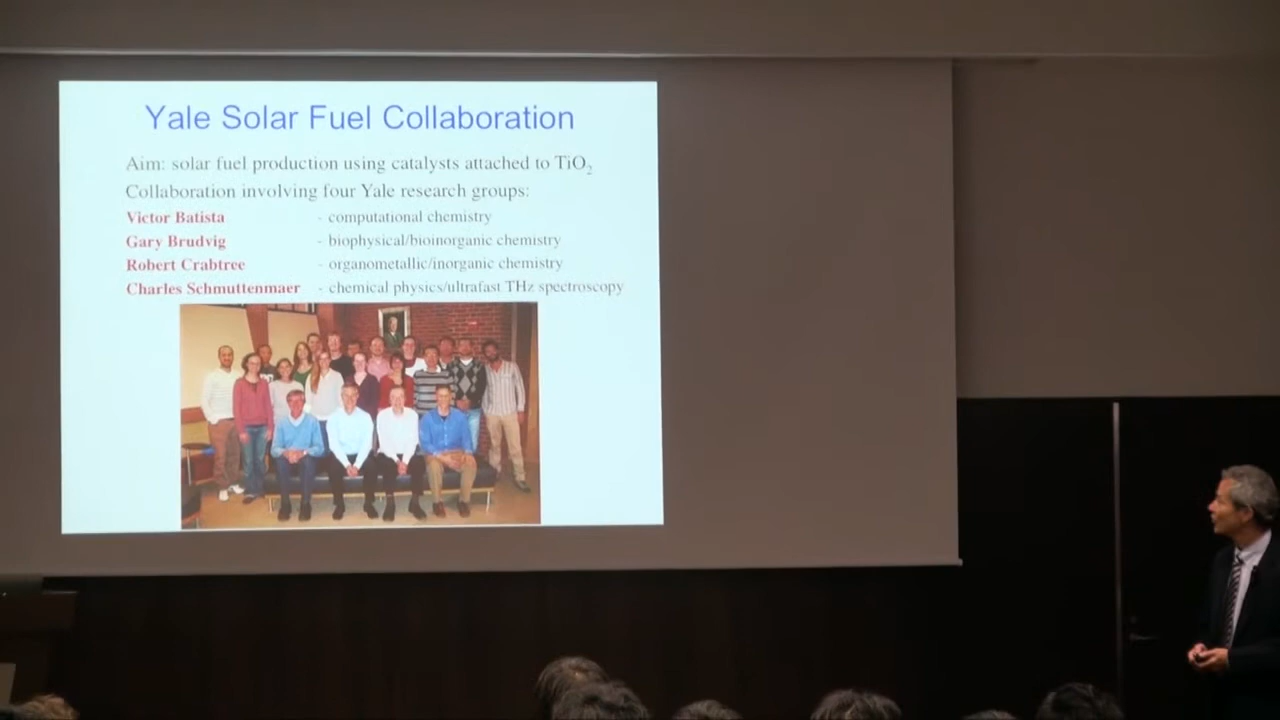 Yale Solar Fuel Collaboration
Aim: solar fuel production using catalysts attached to TiO₂
Collaboration involving four Yale research groups:
Victor Batista - computational chemistry
Gary Brudvig - biophysical/bioinorganic chemistry
Robert Crabtree - organometallic/inorganic chemistry
Charles Schmuttenmaer - chemical physics/ultrafast THz spectroscopy